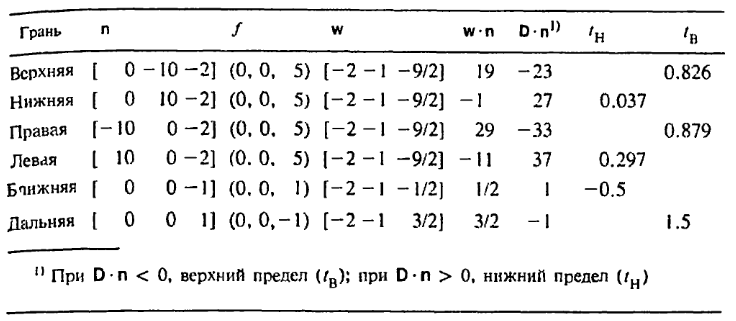 Грань n f w w·n D·n¹⁾ tН tВ
Верхняя [ 0 −10 −2] (0, 0, 5) [−2 −1 −9/2] 19 −23 0.826
Нижняя [ 0 10 −2] (0, 0, 5) [−2 −1 −9/2] −1 27 0.037
Правая [−10 0 −2] (0, 0, 5) [−2 −1 −9/2] 29 −33 0.879
Левая [ 10 0 −2] (0. 0, 5) [−2 −1 −9/2] −11 37 0.297
Ближняя [ 0 0 −1] (0, 0, 1) [−2 −1 −1/2] 1/2 1 −0.5
Дальняя [ 0 0 1] (0, 0, −1) [−2 −1 3/2] 3/2 −1 1.5
¹⁾ При D·n < 0, верхний предел (tВ); при D·n > 0, нижний предел (tН)